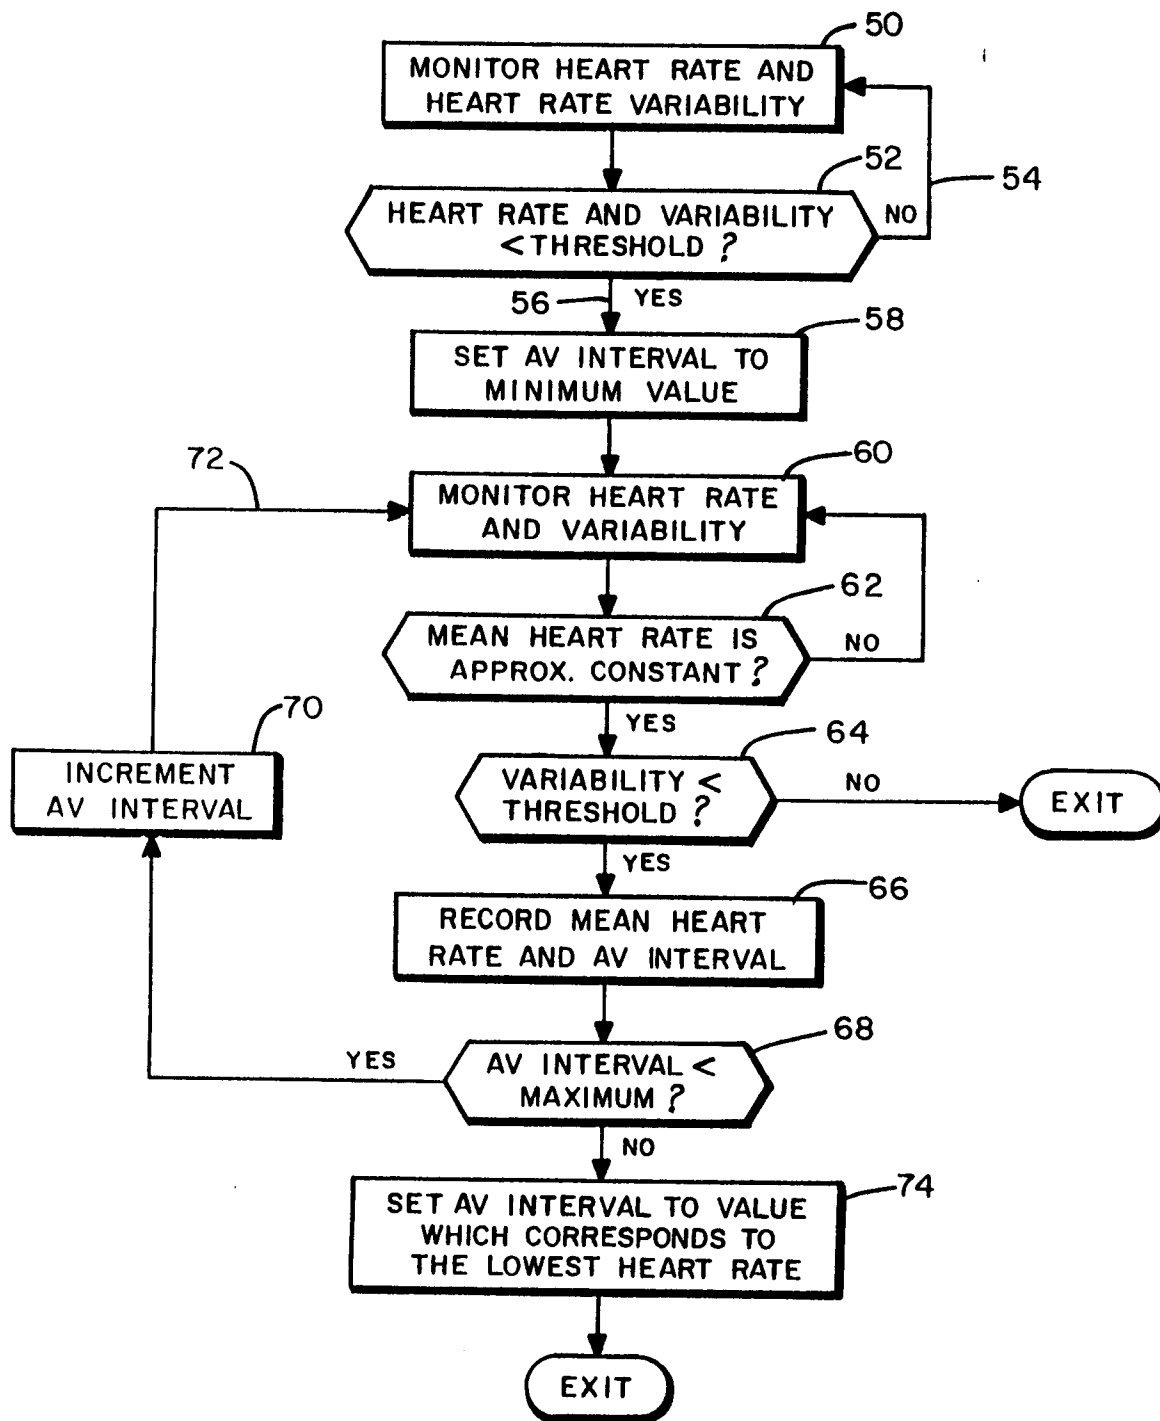 50
MONITOR HEART RATE AND
HEART RATE VARIABILITY
52
54
HEART RATE AND VARIABILITY
< THRESHOLD ?
NO
56
YES
58
SET AV INTERVAL TO
MINIMUM VALUE
72
60
MONITOR HEART RATE
AND VARIABILITY
62
MEAN HEART RATE IS
APPROX. CONSTANT ?
NO
YES
70
INCREMENT
AV INTERVAL
64
VARIABILITY <
THRESHOLD ?
NO
EXIT
YES
66
RECORD MEAN HEART
RATE AND AV INTERVAL
68
YES
AV INTERVAL <
MAXIMUM ?
NO
74
SET AV INTERVAL TO VALUE
WHICH CORRESPONDS TO
THE LOWEST HEART RATE
EXIT